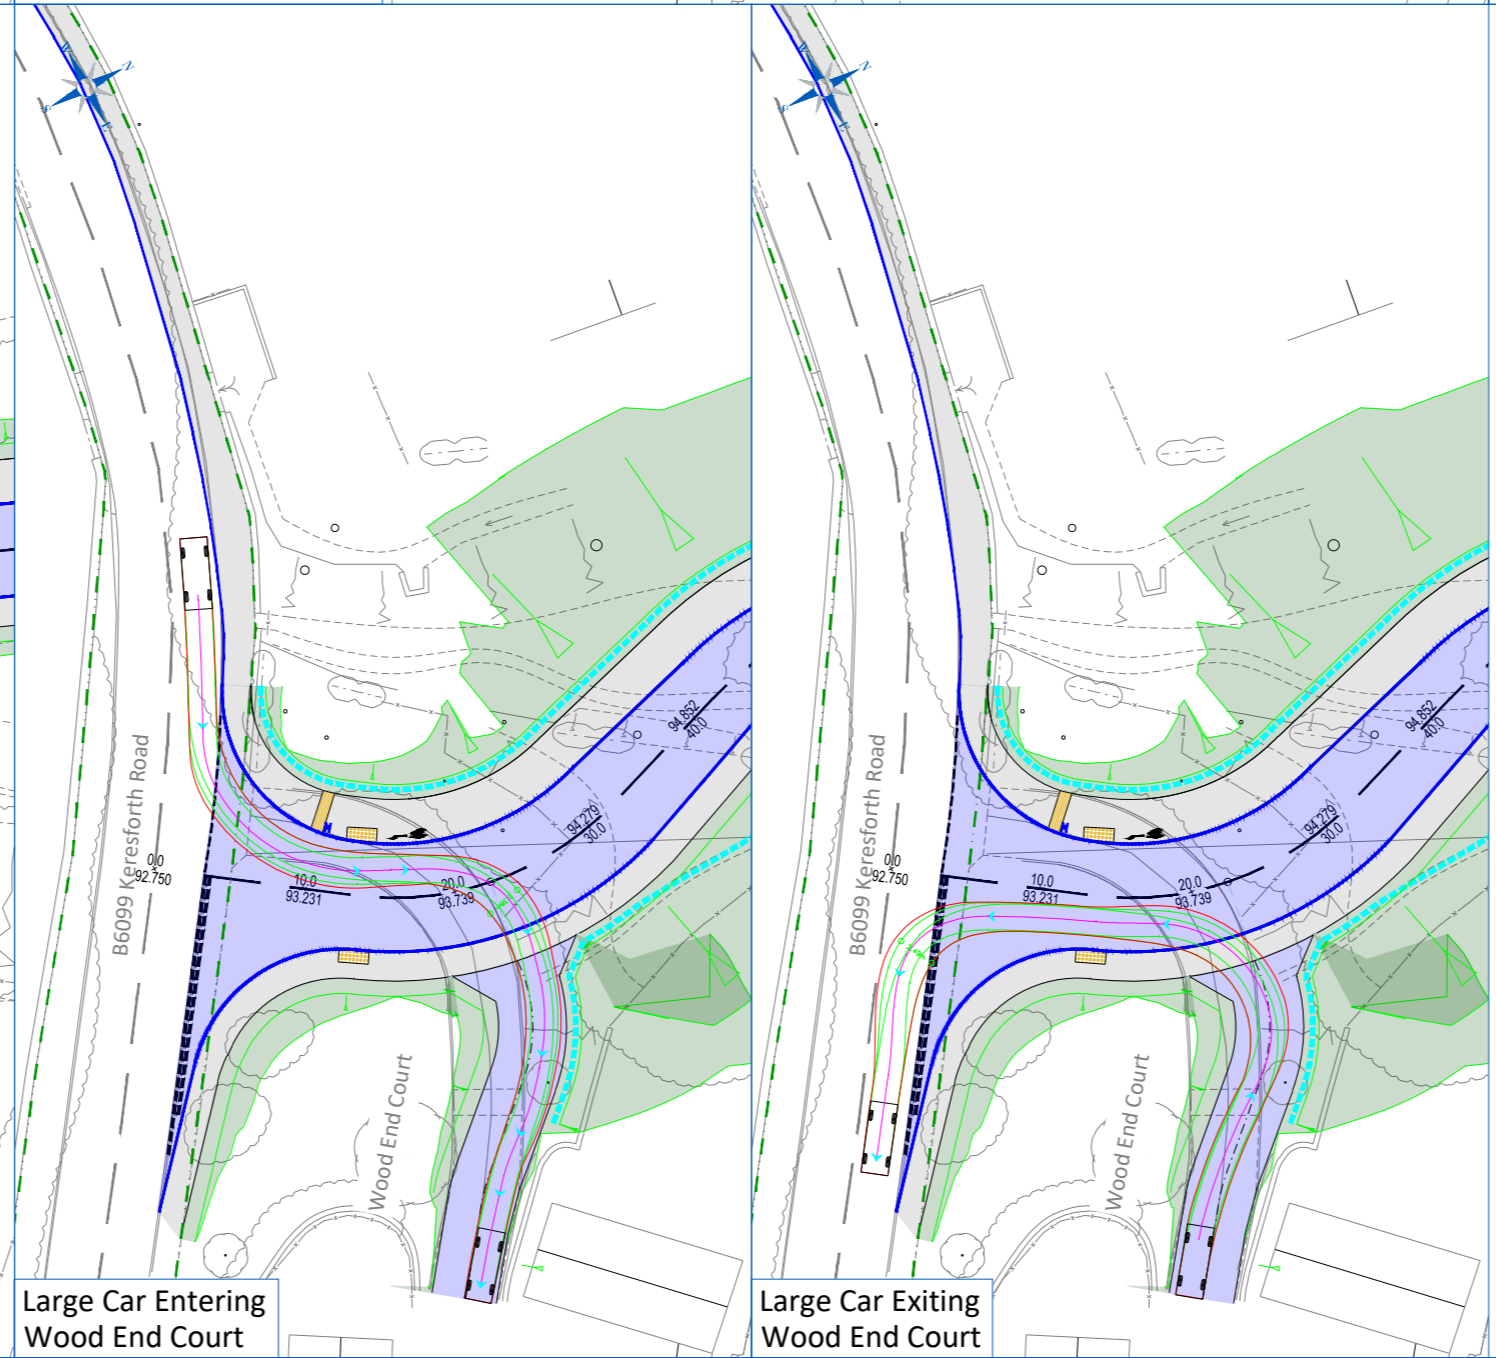 N
S
E
B6099 Keresforth Road
0.0
92.750
10.0
93.231
20.0
93.739
94.279
30.0
94.852
40.0
Wood End Court
Large Car Entering
Wood End Court
N
S
E
B6099 Keresforth Road
0.0
92.750
10.0
93.231
20.0
93.739
94.279
30.0
94.852
40.0
Wood End Court
Large Car Exiting
Wood End Court